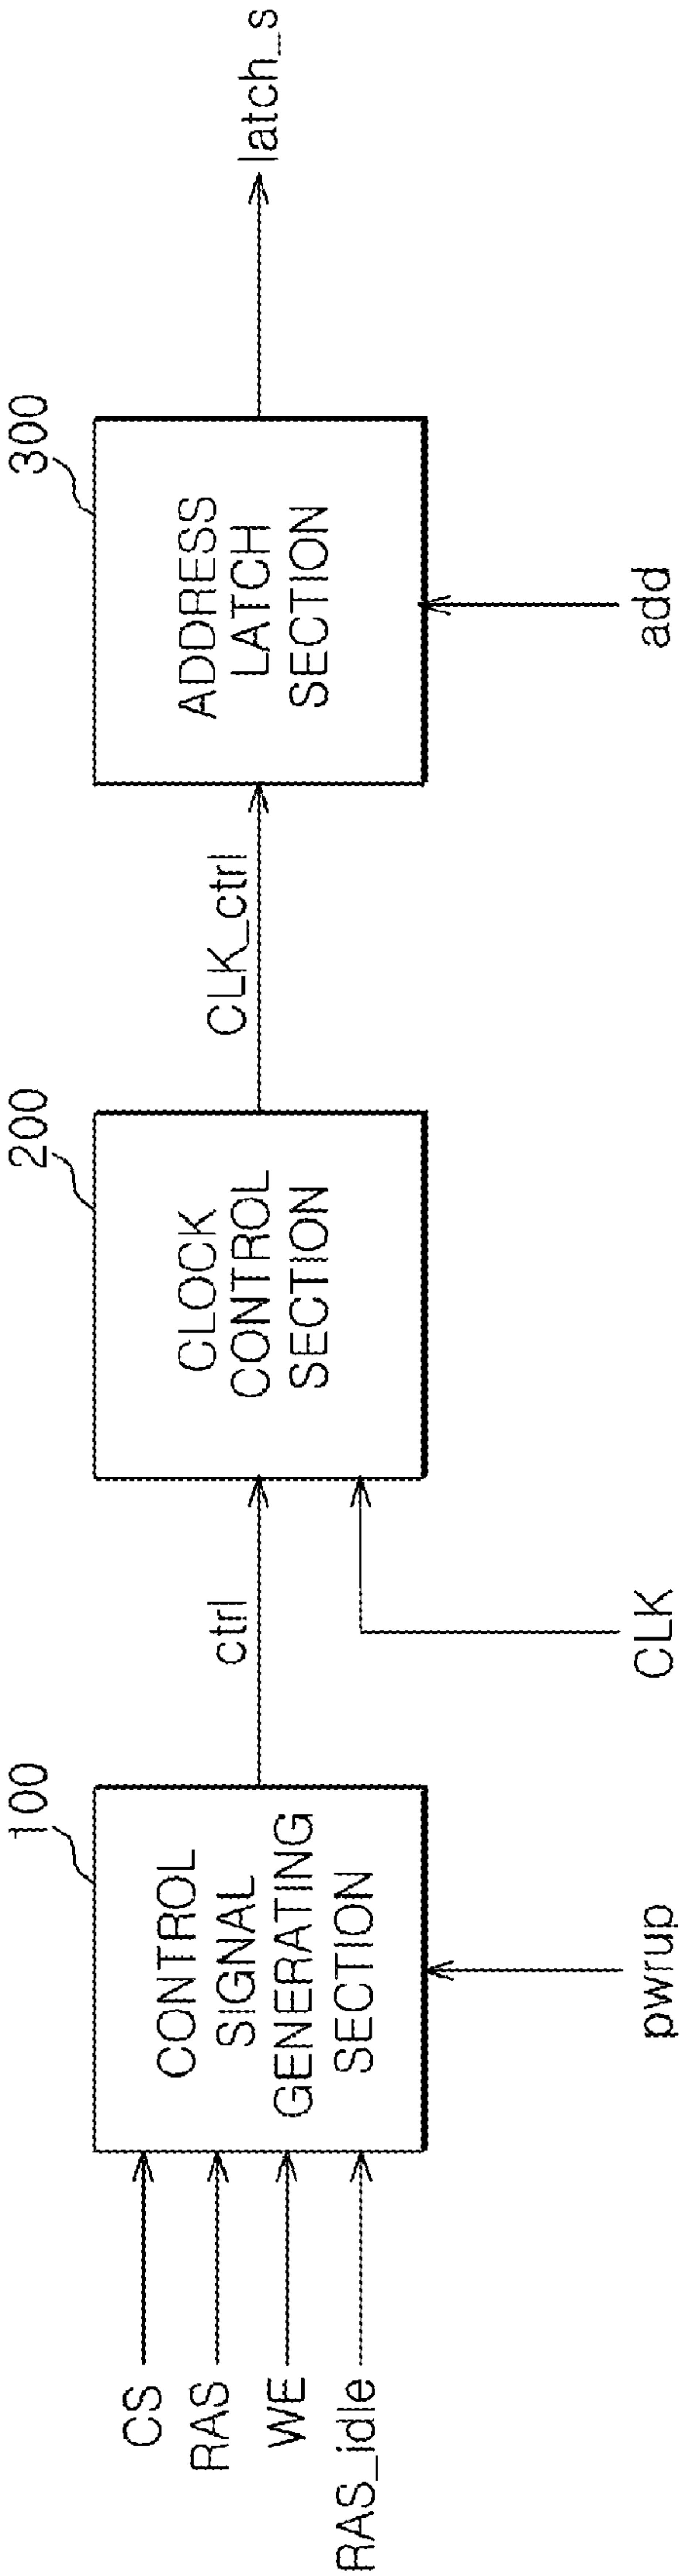 100
200
300
CS
RAS
WE
RAS_idle
CONTROL
SIGNAL
GENERATING
SECTION
ctrl
CLOCK
CONTROL
SECTION
CLK_ctrl
ADDRESS
LATCH
SECTION
latch_s
pwrup
CLK
add